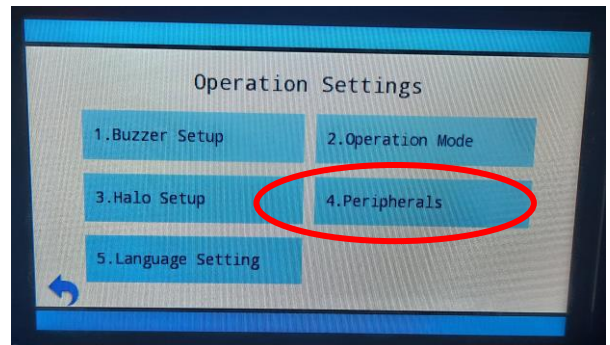 Operation Settings
1.Buzzer Setup
2.Operation Mode
3.Halo Setup
4.Peripherals
5.Language Setting